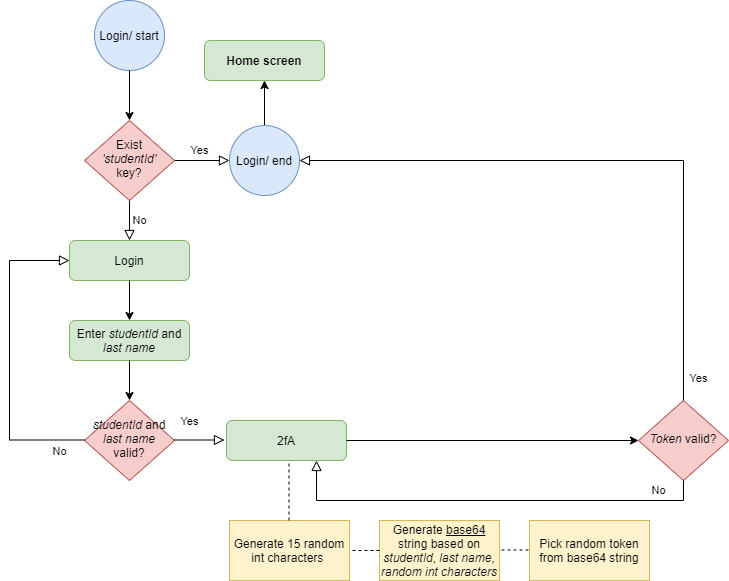 Login/ start
Home screen
Exist
'studentId'
key?
Yes
Login/ end
No
Login
Enter studentId and
last name
Yes
studentId and
last name
valid?
Yes
No
2fA
Token valid?
No
Generate 15 random
int characters
Generate base64
string based on
studentId, last name,
random int characters
Pick random token
from base64 string